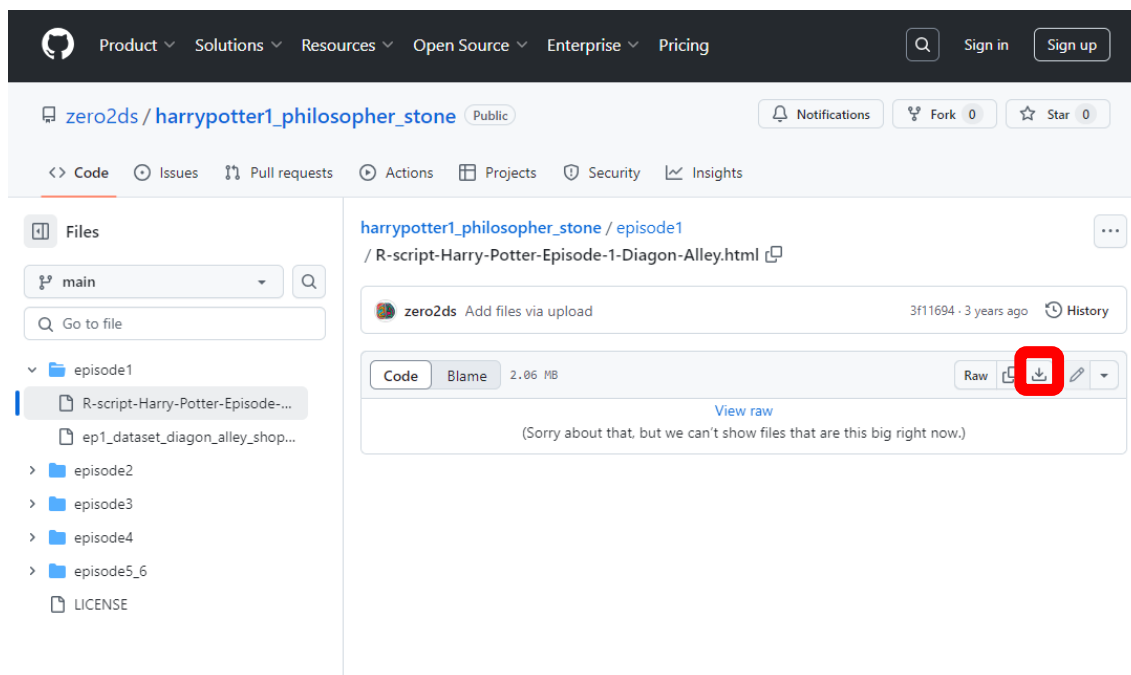 Product Solutions Resources Open Source Enterprise Pricing Sign in Sign up
zero2ds / harrypotter1_philosopher_stone Public Notifications Fork 0 Star 0
Code Issues Pull requests Actions Projects Security Insights
Files
main
Go to file
episode1
R-script-Harry-Potter-Episode-...
ep1_dataset_diagon_alley_shop...
episode2
episode3
episode4
episode5_6
LICENSE
harrypotter1_philosopher_stone / episode1
/ R-script-Harry-Potter-Episode-1-Diagon-Alley.html
zero2ds Add files via upload 3f11694 · 3 years ago History
Code Blame 2.06 MB Raw
View raw
(Sorry about that, but we can't show files that are this big right now.)